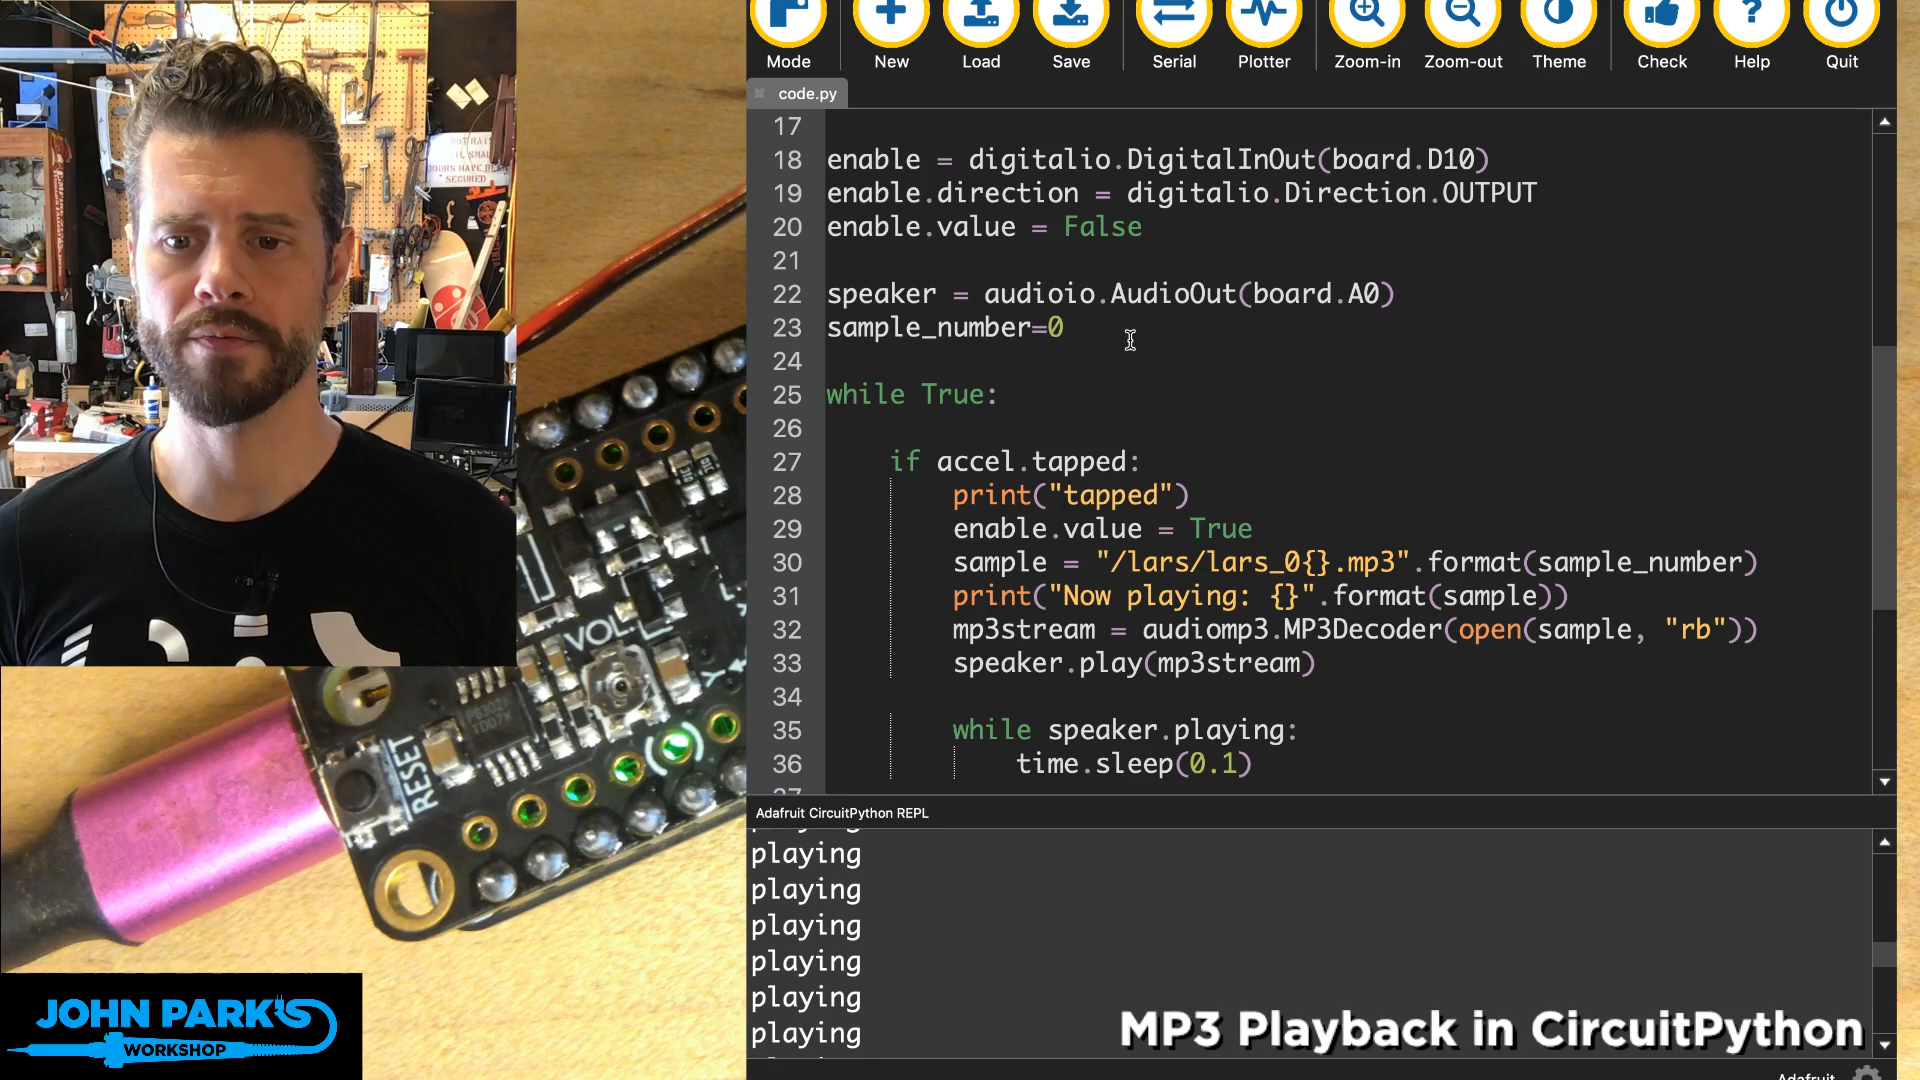 Mode
New
Load
Save
Serial
Plotter
Zoom-in
Zoom-out
Theme
Check
Help
Quit
code.py
17
18 enable = digitalio.DigitalInOut(board.D10)
19 enable.direction = digitalio.Direction.OUTPUT
20 enable.value = False
21
22 speaker = audioio.AudioOut(board.A0)
23 sample_number=0
24
25 while True:
26
27 if accel.tapped:
28 print("tapped")
29 enable.value = True
30 sample = "/lars/lars_0{}.mp3".format(sample_number)
31 print("Now playing: {}".format(sample))
32 mp3stream = audiomp3.MP3Decoder(open(sample, "rb"))
33 speaker.play(mp3stream)
34
35 while speaker.playing:
36 time.sleep(0.1)
Adafruit CircuitPython REPL
playing
playing
playing
playing
playing
playing
MP3 Playback in CircuitPython
Adafruit
VOL
RESET
JOHN PARK'S
WORKSHOP
SECURED